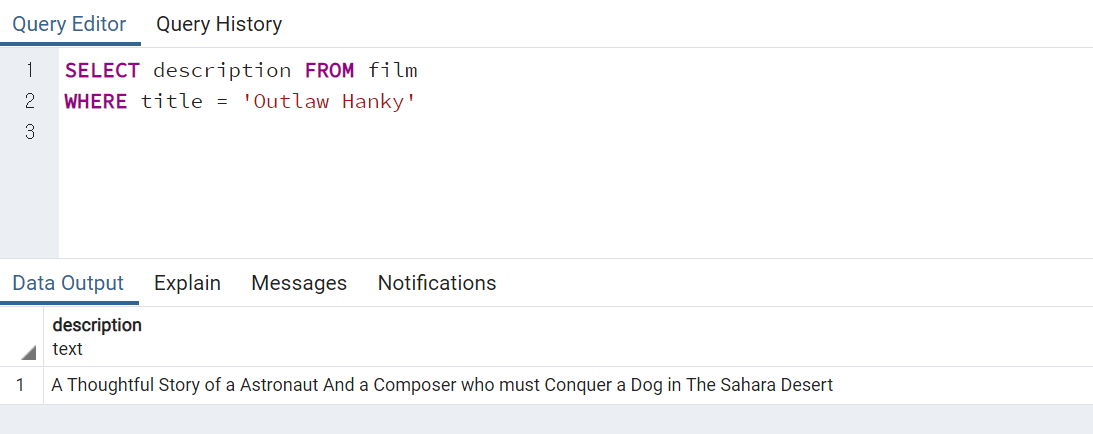 Query Editor Query History
1 SELECT description FROM film
2 WHERE title = 'Outlaw Hanky'
3
Data Output Explain Messages Notifications
description
text
1 A Thoughtful Story of a Astronaut And a Composer who must Conquer a Dog in The Sahara Desert